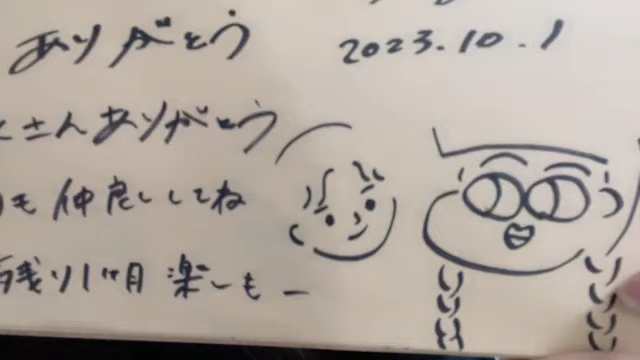 ありがとう
2023.10.1
くさんありがとう
も仲良ししてね
残り1ヶ月楽しもー